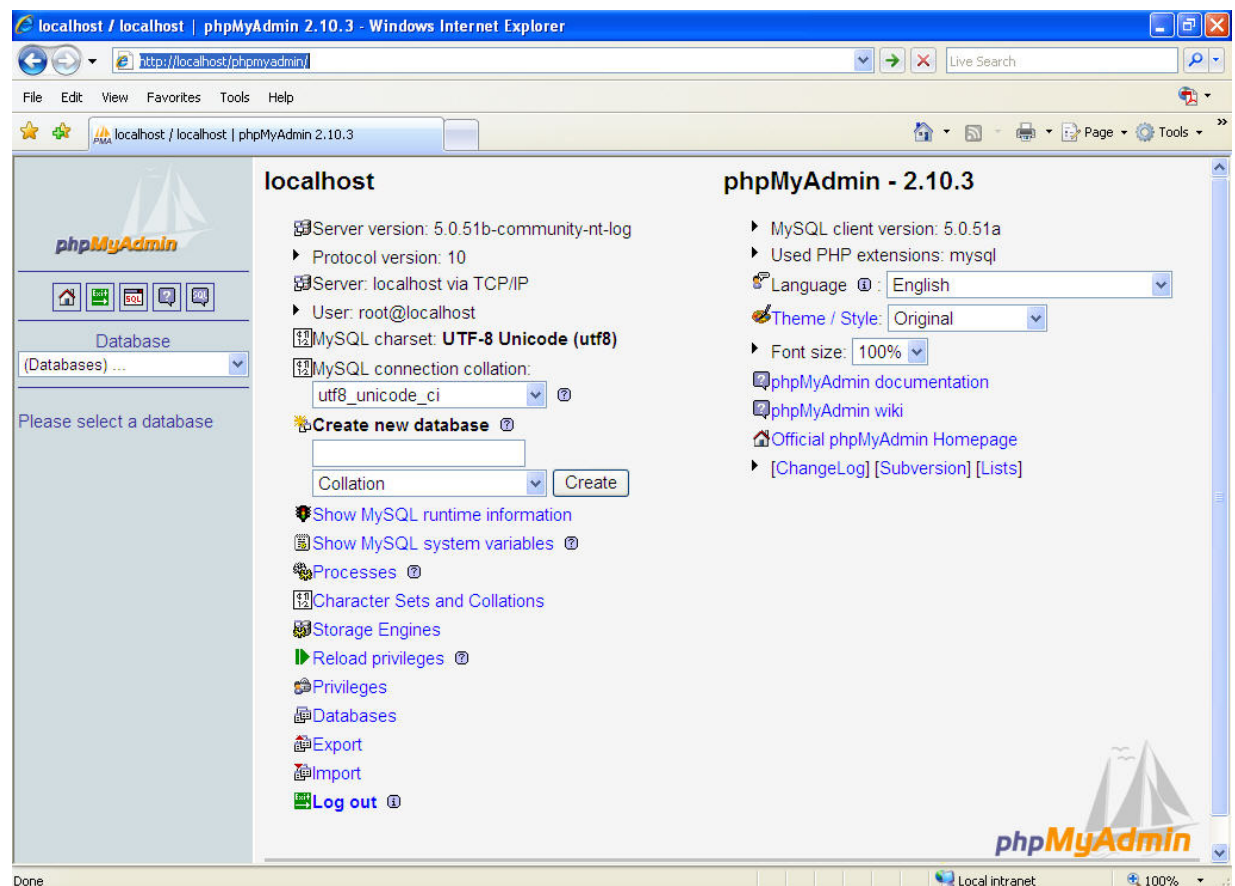 localhost / localhost | phpMyAdmin 2.10.3 - Windows Internet Explorer
http://localhost/phpmyadmin/
Live Search
File Edit View Favorites Tools Help
localhost / localhost | phpMyAdmin 2.10.3
Page Tools
phpMyAdmin
Database
(Databases) ...
Please select a database
localhost
Server version: 5.0.51b-community-nt-log
Protocol version: 10
Server: localhost via TCP/IP
User: root@localhost
MySQL charset: UTF-8 Unicode (utf8)
MySQL connection collation:
utf8_unicode_ci
Create new database
Collation Create
Show MySQL runtime information
Show MySQL system variables
Processes
Character Sets and Collations
Storage Engines
Reload privileges
Privileges
Databases
Export
Import
Log out
phpMyAdmin - 2.10.3
MySQL client version: 5.0.51a
Used PHP extensions: mysql
Language : English
Theme / Style: Original
Font size: 100%
phpMyAdmin documentation
phpMyAdmin wiki
Official phpMyAdmin Homepage
[ChangeLog] [Subversion] [Lists]
phpMyAdmin
Done
Local intranet
100%